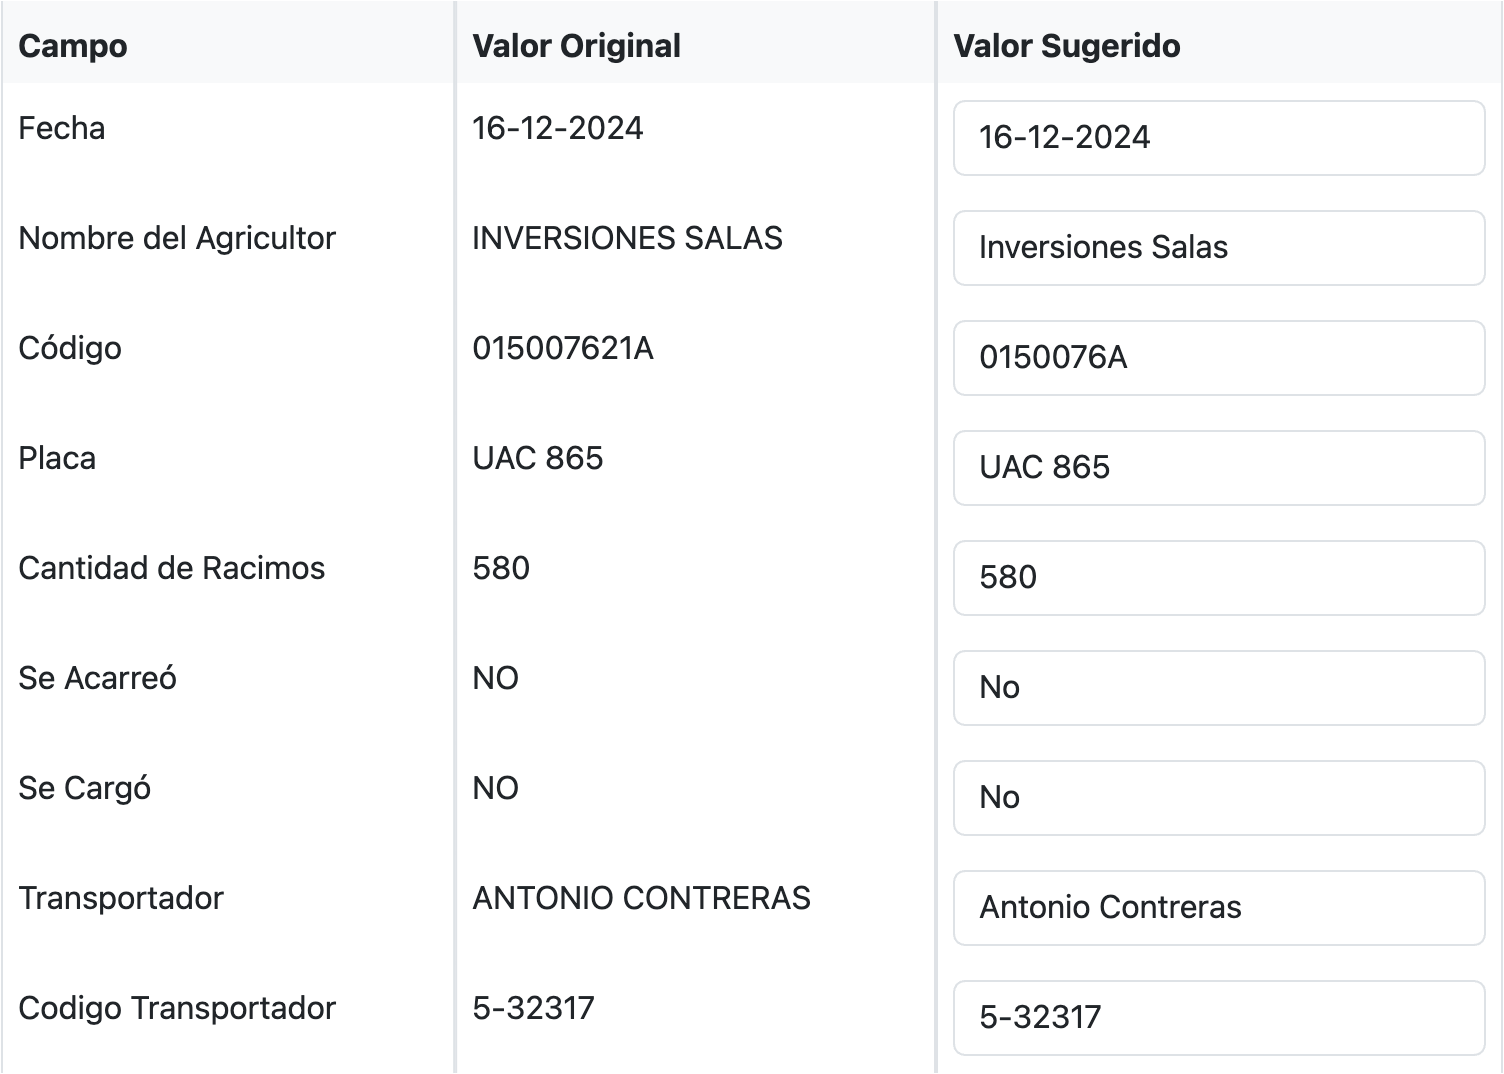 Campo Valor Original Valor Sugerido
Fecha 16-12-2024 16-12-2024
Nombre del Agricultor INVERSIONES SALAS Inversiones Salas
Código 015007621A 0150076A
Placa UAC 865 UAC 865
Cantidad de Racimos 580 580
Se Acarreó NO No
Se Cargó NO No
Transportador ANTONIO CONTRERAS Antonio Contreras
Codigo Transportador 5-32317 5-32317